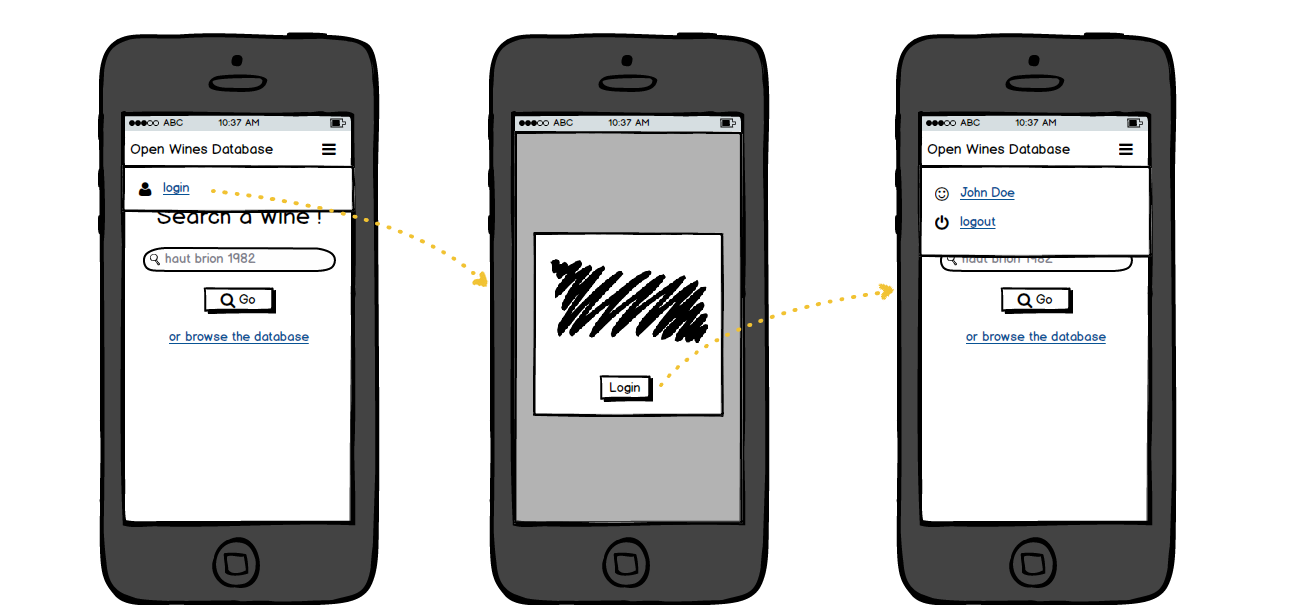 ABC 10:37 AM
Open Wines Database
login
Search a wine !
haut brion 1982
Go
or browse the database
ABC 10:37 AM
Login
ABC 10:37 AM
Open Wines Database
John Doe
logout
haut brion 1982
Go
or browse the database